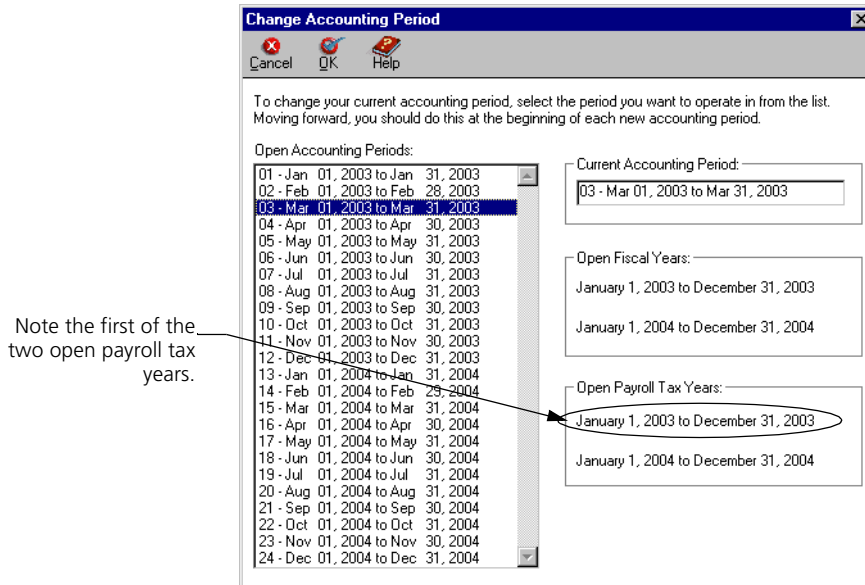 Change Accounting Period
Cancel OK Help
To change your current accounting period, select the period you want to operate in from the list.
Moving forward, you should do this at the beginning of each new accounting period.
Open Accounting Periods:
01 - Jan 01, 2003 to Jan 31, 2003
02 - Feb 01, 2003 to Feb 28, 2003
03 - Mar 01, 2003 to Mar 31, 2003
04 - Apr 01, 2003 to Apr 30, 2003
05 - May 01, 2003 to May 31, 2003
06 - Jun 01, 2003 to Jun 30, 2003
07 - Jul 01, 2003 to Jul 31, 2003
08 - Aug 01, 2003 to Aug 31, 2003
09 - Sep 01, 2003 to Sep 30, 2003
10 - Oct 01, 2003 to Oct 31, 2003
11 - Nov 01, 2003 to Nov 30, 2003
12 - Dec 01, 2003 to Dec 31, 2003
13 - Jan 01, 2004 to Jan 31, 2004
14 - Feb 01, 2004 to Feb 29, 2004
15 - Mar 01, 2004 to Mar 31, 2004
16 - Apr 01, 2004 to Apr 30, 2004
17 - May 01, 2004 to May 31, 2004
18 - Jun 01, 2004 to Jun 30, 2004
19 - Jul 01, 2004 to Jul 31, 2004
20 - Aug 01, 2004 to Aug 31, 2004
21 - Sep 01, 2004 to Sep 30, 2004
22 - Oct 01, 2004 to Oct 31, 2004
23 - Nov 01, 2004 to Nov 30, 2004
24 - Dec 01, 2004 to Dec 31, 2004
Current Accounting Period:
03 - Mar 01, 2003 to Mar 31, 2003
Open Fiscal Years:
January 1, 2003 to December 31, 2003
January 1, 2004 to December 31, 2004
Open Payroll Tax Years:
January 1, 2003 to December 31, 2003
January 1, 2004 to December 31, 2004
Note the first of the
two open payroll tax
years.